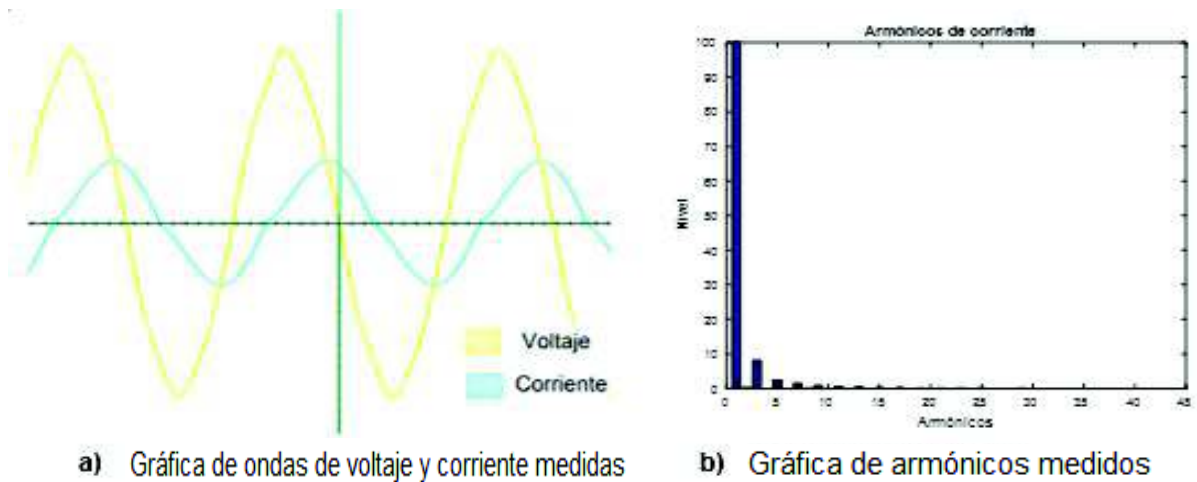 Voltaje
Corriente
a) Gráfica de ondas de voltaje y corriente medidas
Armónicos de corriente
Nivel
100
90
80
70
60
50
40
30
20
10
0
0 5 10 15 20 25 30 35 40 45
Armónicos
b) Gráfica de armónicos medidos